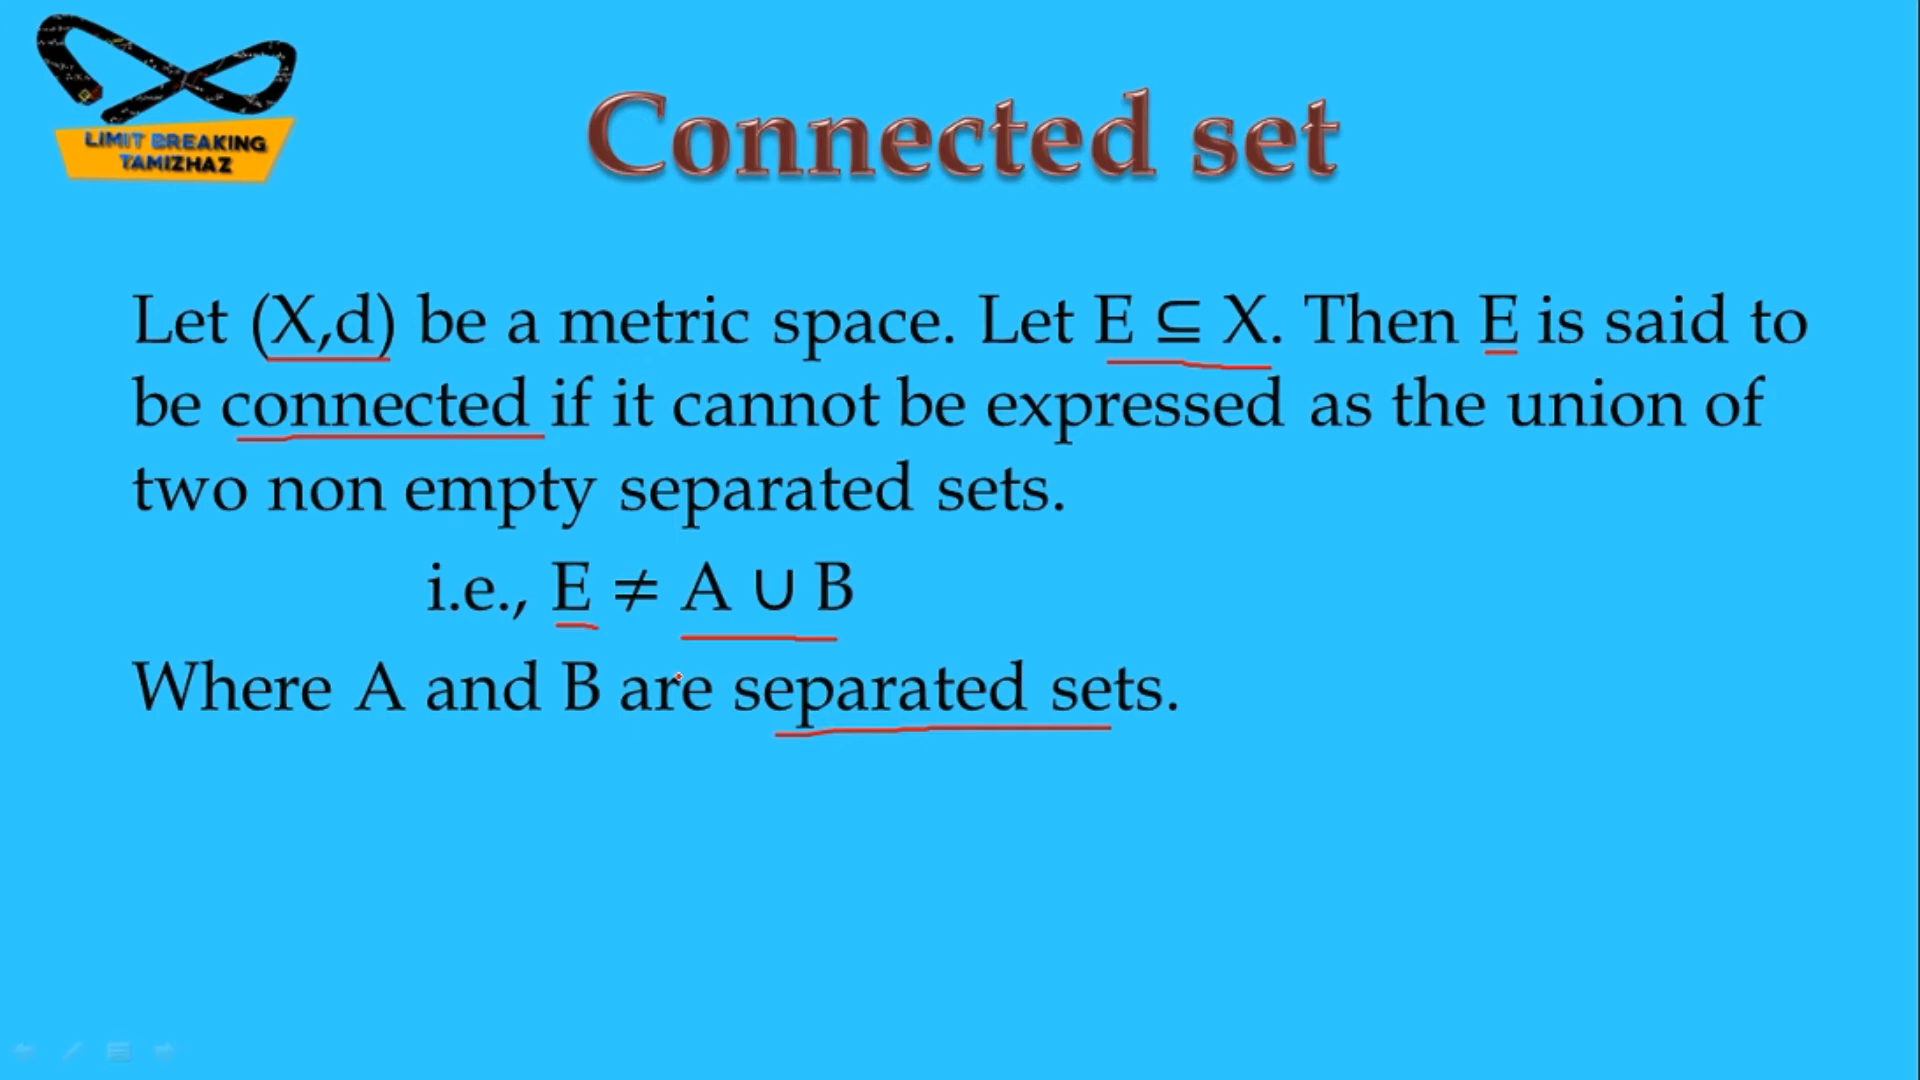 LIMIT BREAKING
TAMIZHAZ
Connected set
Let (X,d) be a metric space. Let E ⊆ X. Then E is said to
be connected if it cannot be expressed as the union of
two non empty separated sets.
i.e., E ≠ A ∪ B
Where A and B are separated sets.